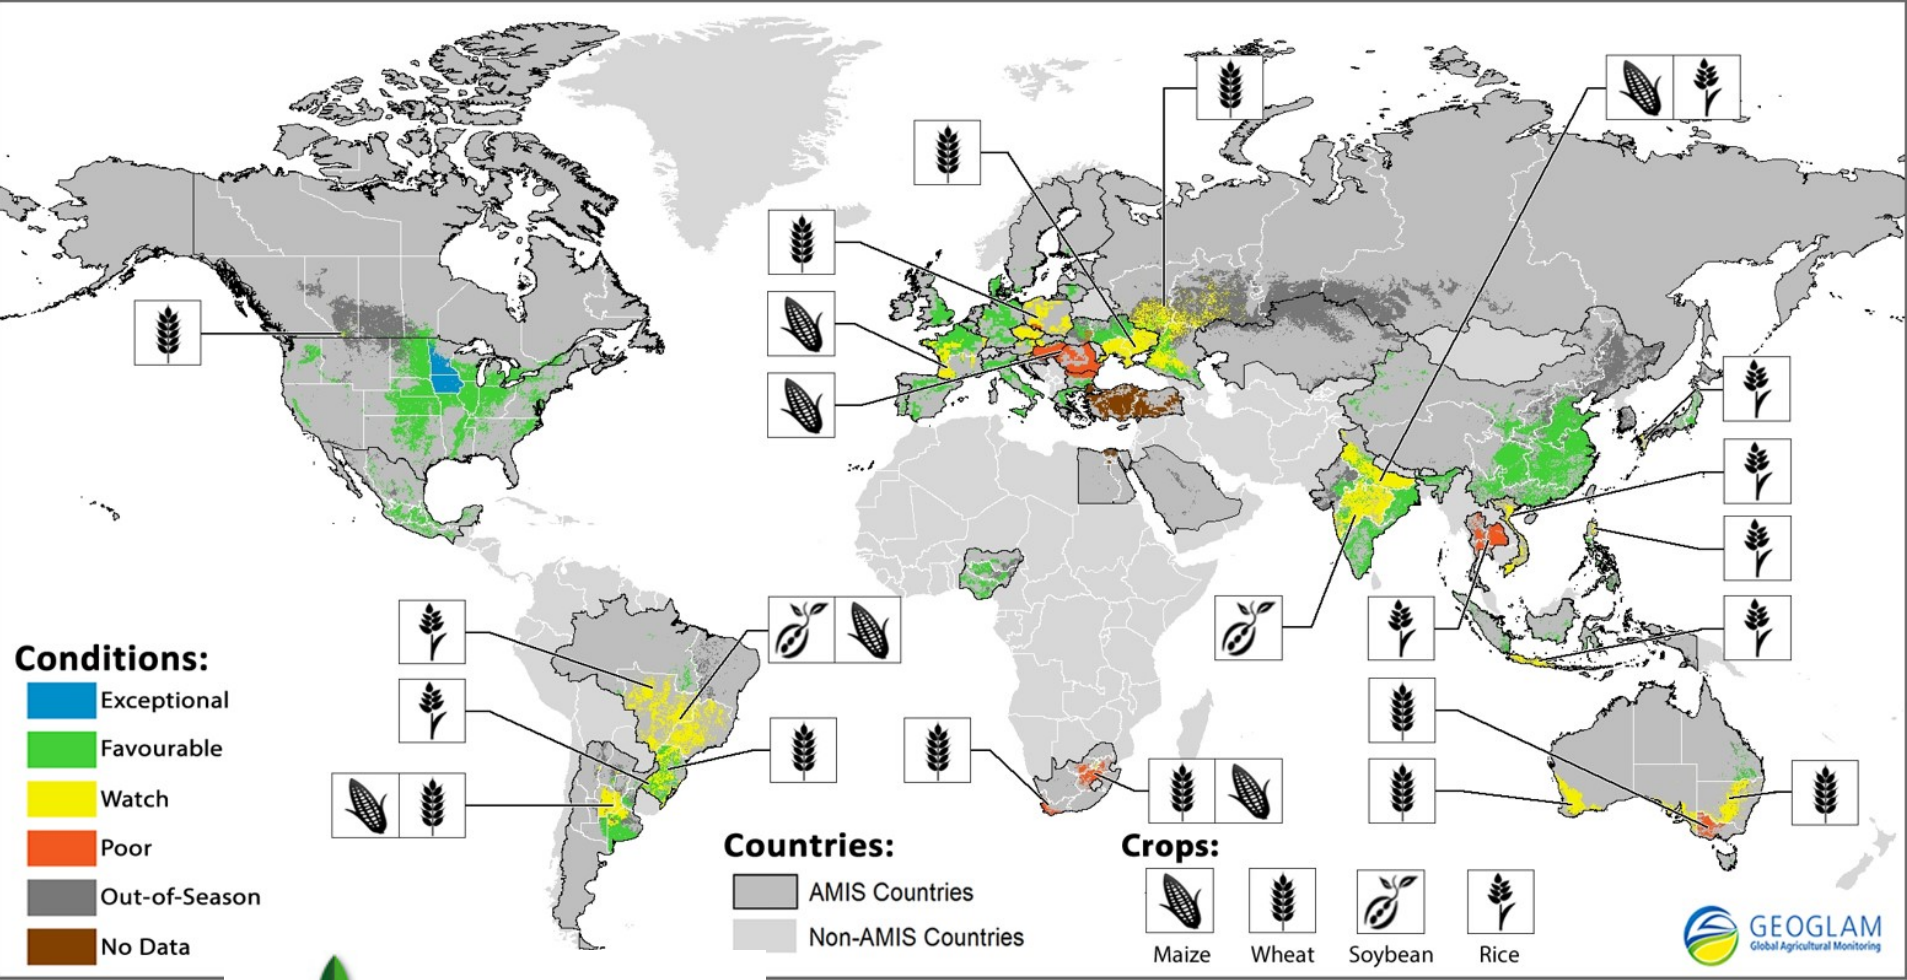 Conditions:
Exceptional
Favourable
Watch
Poor
Out-of-Season
No Data
Countries:
AMIS Countries
Non-AMIS Countries
Crops:
Maize
Wheat
Soybean
Rice
GEOGLAM
Global Agricultural Monitoring